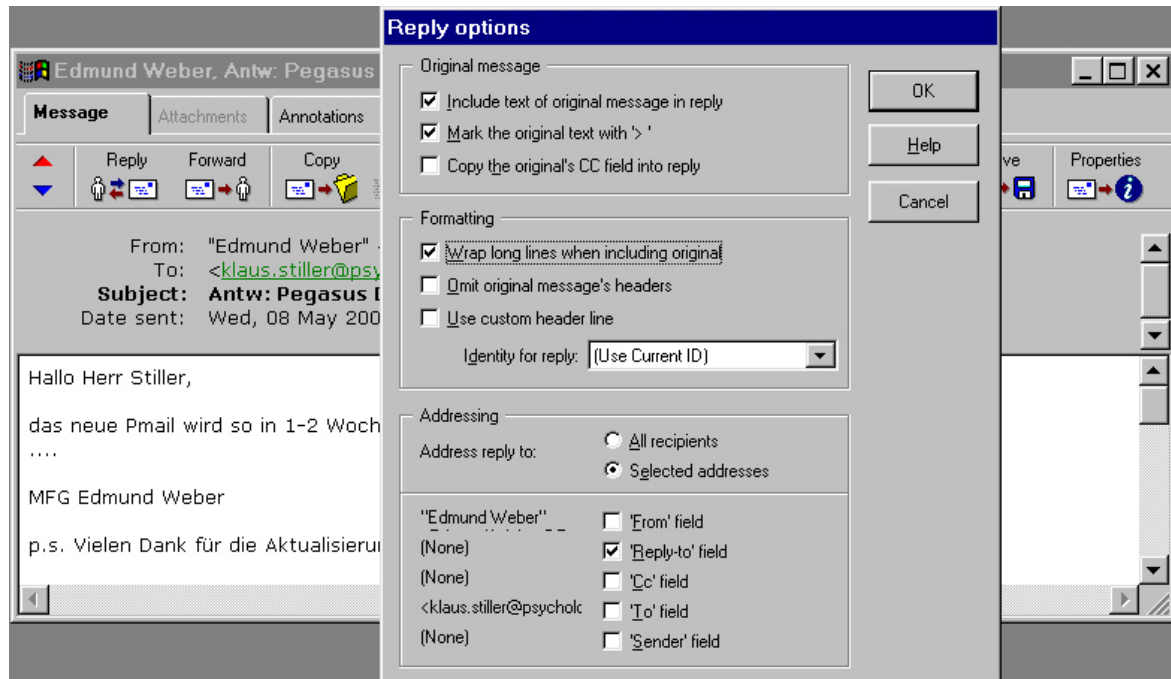 Edmund Weber, Antw: Pegasus
Message
Attachments
Annotations
Reply
Forward
Copy
ve
Properties
From: "Edmund Weber"
To: <klaus.stiller@psy
Subject: Antw: Pegasus
Date sent: Wed, 08 May 200
Hallo Herr Stiller,
das neue Pmail wird so in 1-2 Woch
....
MFG Edmund Weber
p.s. Vielen Dank für die Aktualisieru
Reply options
Original message
Include text of original message in reply
Mark the original text with '> '
Copy the original's CC field into reply
Formatting
Wrap long lines when including original
Omit original message's headers
Use custom header line
Identity for reply: (Use Current ID)
Addressing
Address reply to:
All recipients
Selected addresses
"Edmund Weber" 'From' field
(None) 'Reply-to' field
(None) 'Cc' field
<klaus.stiller@psycholc 'To' field
(None) 'Sender' field
OK
Help
Cancel